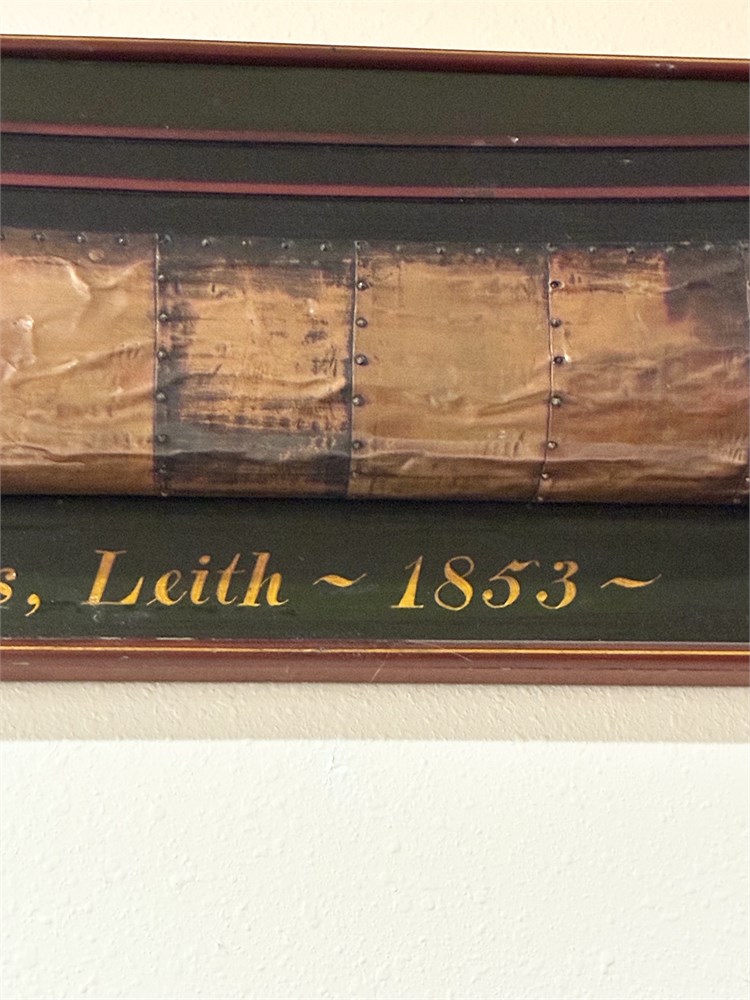 s, Leith ~ 1853 ~